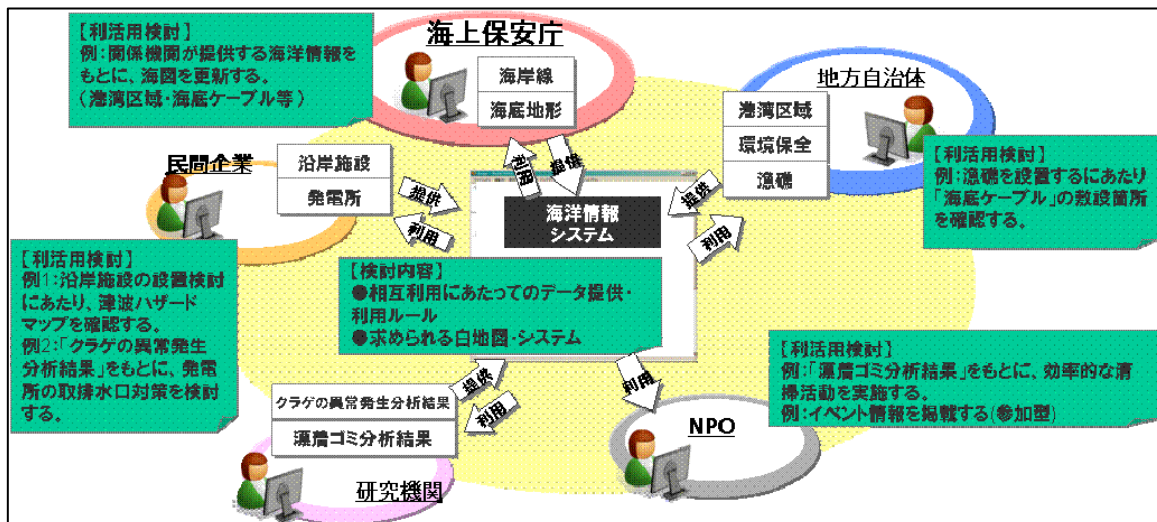 【利活用検討】
例：関係機関が提供する海洋情報を
もとに、海図を更新する。
（港湾区域・海底ケーブル等）
海上保安庁
海岸線
海底地形
地方自治体
港湾区域
環境保全
漁礁
【利活用検討】
例：漁礁を設置するにあたり
「海底ケーブル」の敷設箇所
を確認する。
民間企業
沿岸施設
発電所
提供
利用
利用
提供
提供
利用
海洋情報
システム
【利活用検討】
例1：沿岸施設の設置検討
にあたり、津波ハザード
マップを確認する。
例2：「クラゲの異常発生
分析結果」をもとに、発電
所の取排水口対策を検討
する。
【検討内容】
●相互利用にあたってのデータ提供・
利用ルール
●求められる白地図・システム
【利活用検討】
例：「漂着ゴミ分析結果」をもとに、効率的な清
掃活動を実施する。
例：イベント情報を掲載する(参加型)
提供
利用
利用
クラゲの異常発生分析結果
漂着ゴミ分析結果
研究機関
NPO